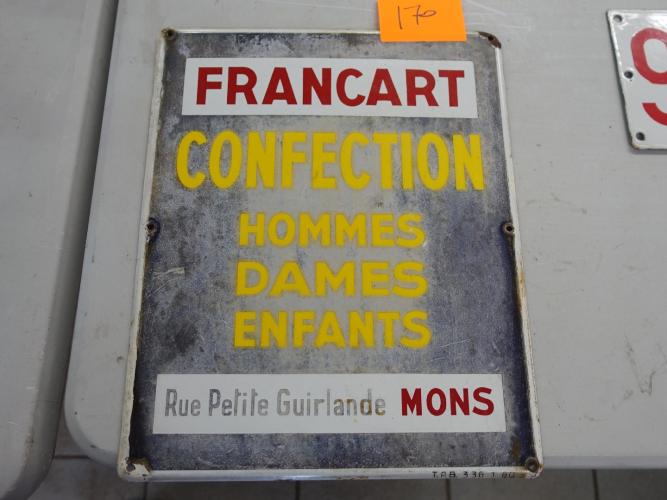 170
FRANCART
CONFECTION
HOMMES
DAMES
ENFANTS
Rue Petite Guirlande MONS